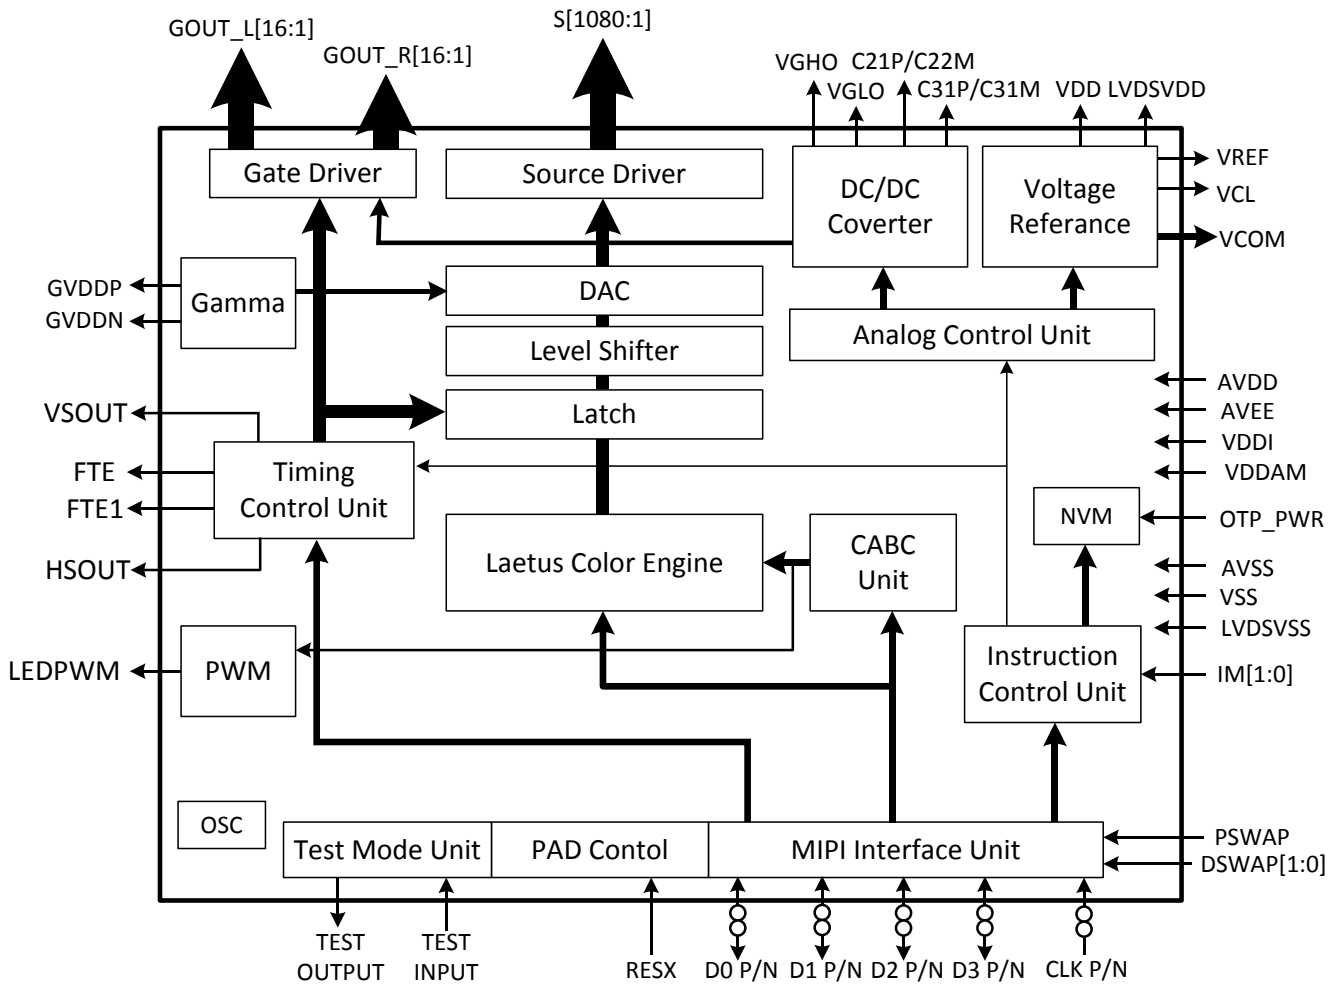 GOUT_L[16:1]
GOUT_R[16:1]
S[1080:1]
VGHO
C21P/C22M
VGLO
C31P/C31M
VDD
LVDSVDD
Gate Driver
Source Driver
DC/DC
Coverter
Voltage
Referance
VREF
VCL
VCOM
GVDDP
GVDDN
Gamma
DAC
Level Shifter
Latch
Analog Control Unit
VSOUT
FTE
FTE1
HSOUT
Timing
Control Unit
Laetus Color Engine
CABC
Unit
NVM
AVDD
AVEE
VDDI
VDDAM
OTP_PWR
AVSS
VSS
LVDSVSS
IM[1:0]
LEDPWM
PWM
Instruction
Control Unit
OSC
Test Mode Unit
PAD Contol
MIPI Interface Unit
PSWAP
DSWAP[1:0]
TEST
OUTPUT
TEST
INPUT
RESX
D0 P/N
D1 P/N
D2 P/N
D3 P/N
CLK P/N